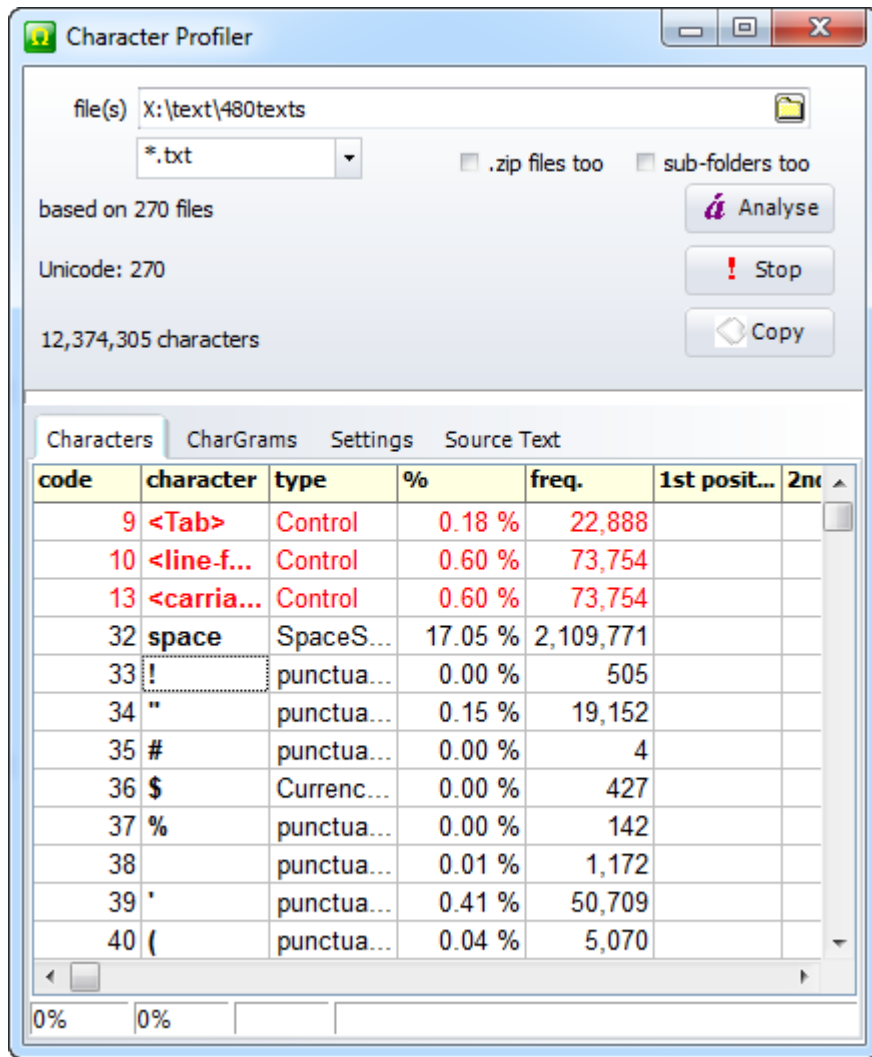 Character Profiler
file(s) X:\text\480texts
*.txt .zip files too sub-folders too
based on 270 files Analyse
Unicode: 270 Stop
12,374,305 characters Copy
Characters CharGrams Settings Source Text
code character type % freq. 1st posit... 2nd
9 <Tab> Control 0.18 % 22,888
10 <line-f... Control 0.60 % 73,754
13 <carria... Control 0.60 % 73,754
32 space SpaceS... 17.05 % 2,109,771
33 ! punctua... 0.00 % 505
34 " punctua... 0.15 % 19,152
35 # punctua... 0.00 % 4
36 $ Currenc... 0.00 % 427
37 % punctua... 0.00 % 142
38 punctua... 0.01 % 1,172
39 ' punctua... 0.41 % 50,709
40 ( punctua... 0.04 % 5,070
0% 0%